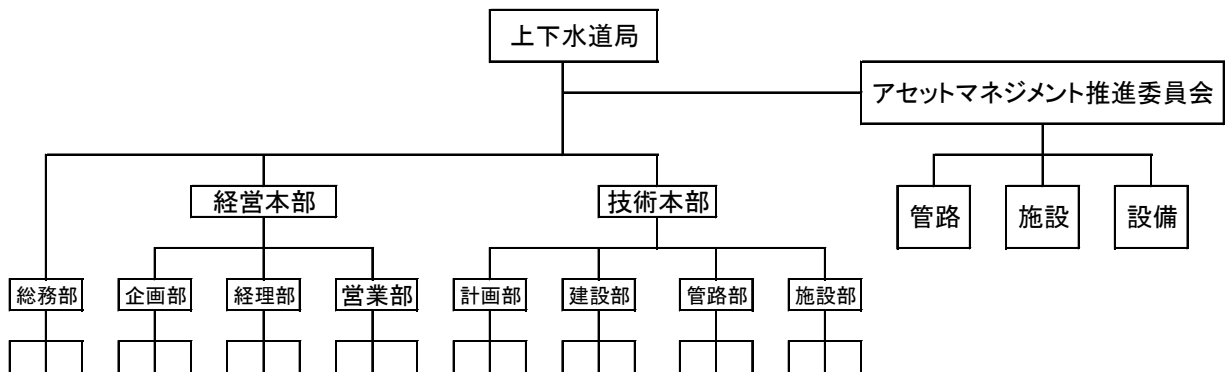 上下水道局
アセットマネジメント推進委員会
経営本部
技術本部
管路
施設
設備
総務部
企画部
経理部
営業部
計画部
建設部
管路部
施設部